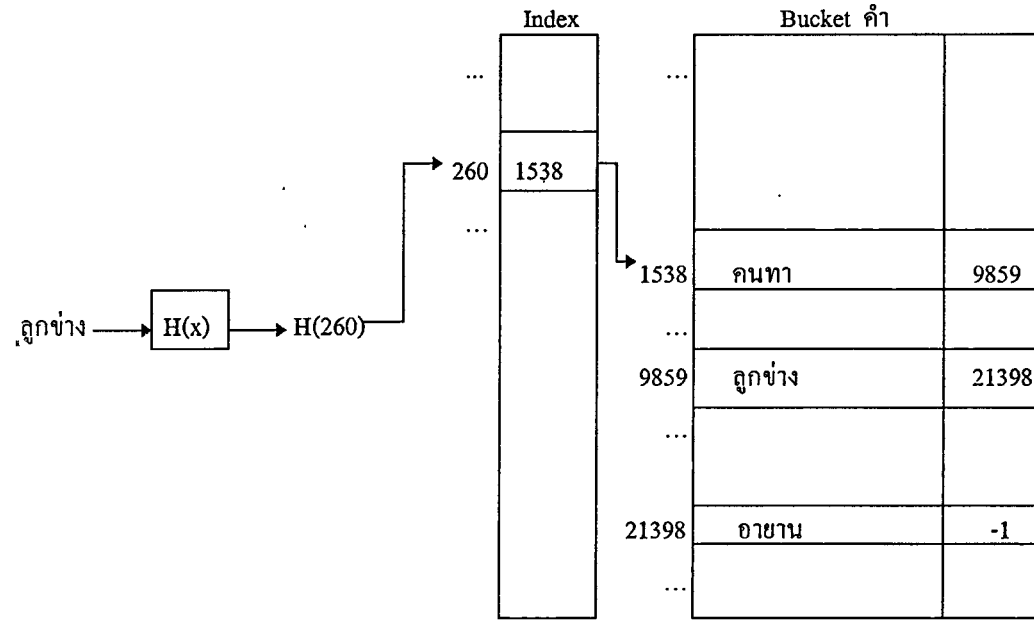 Index Bucket คำ
... ...
260 1538
...
1538 คนทา 9859
ลูกข่าง H(x) H(260) ...
9859 ลูกข่าง 21398
...
21398 อายาน -1
...